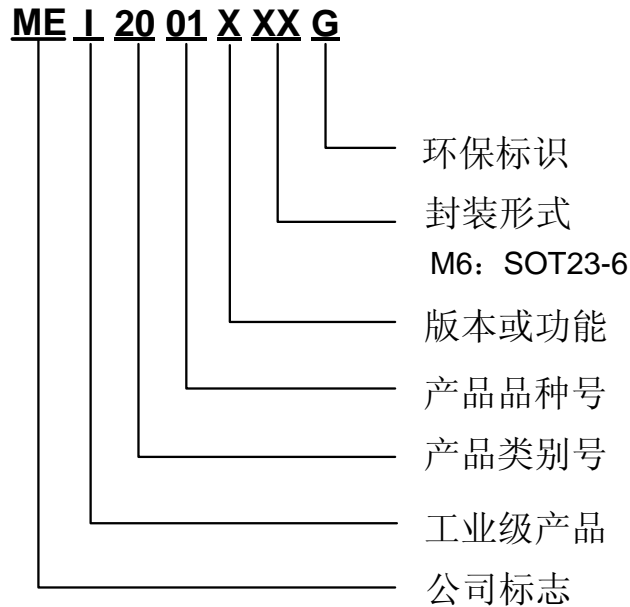 ME I 20 01 X XX G
环保标识
封装形式
M6：SOT23-6
版本或功能
产品品种号
产品类别号
工业级产品
公司标志